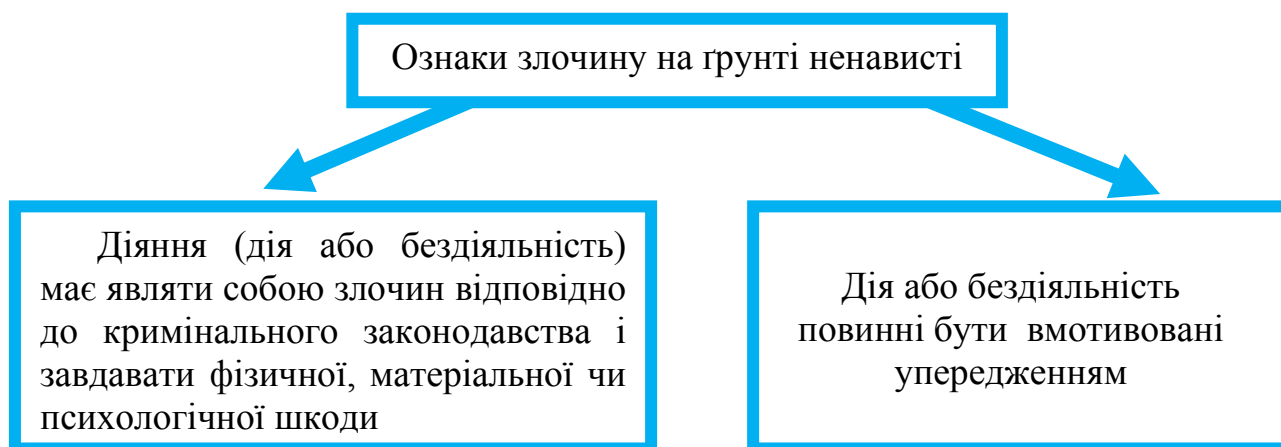 Ознаки злочину на ґрунті ненависті
Діяння (дія або бездіяльність)
має являти собою злочин відповідно
до кримінального законодавства і
завдавати фізичної, матеріальної чи
психологічної шкоди
Дія або бездіяльність
повинні бути вмотивовані
упередженням